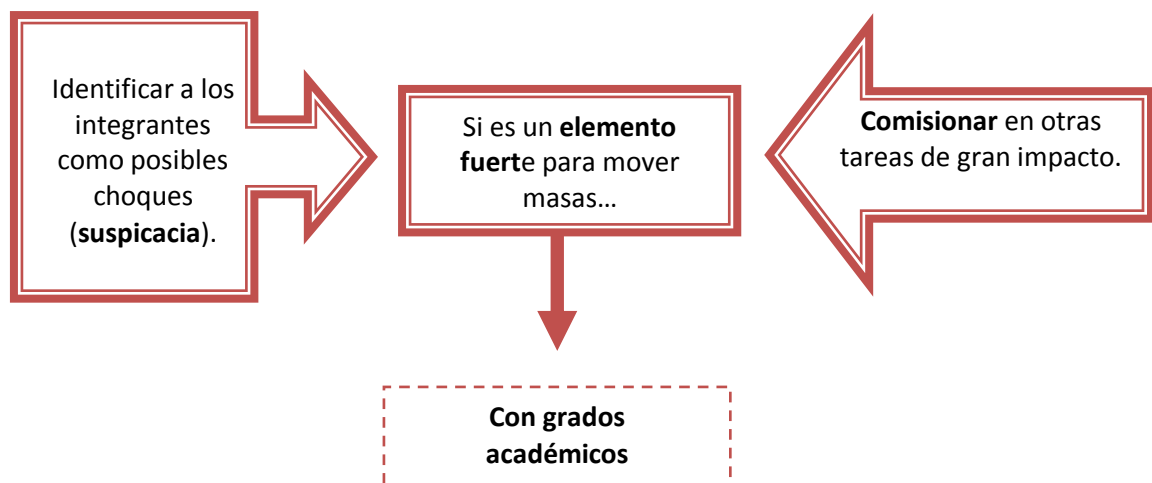 Identificar a los
integrantes
como posibles
choques
(suspicacia).
Si es un elemento
fuerte para mover
masas…
Comisionar en otras
tareas de gran impacto.
Con grados
académicos